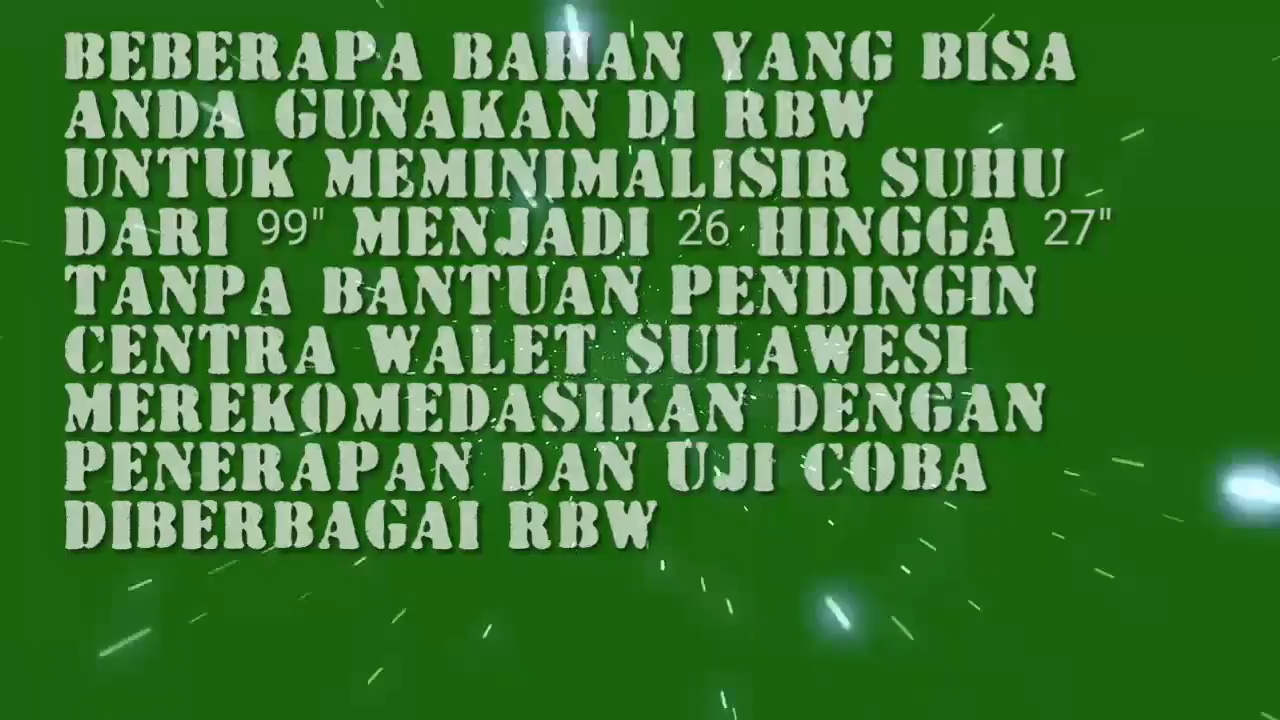 BEBERAPA BAHAN YANG BISA
ANDA GUNAKAN DI RBW
UNTUK MEMINIMALISIR SUHU
DARI 99" MENJADI 26 HINGGA 27"
TANPA BANTUAN PENDINGIN
CENTRA WALET SULAWESI
MEREKOMEDASIKAN DENGAN
PENERAPAN DAN UJI COBA
DIBERBAGAI RBW